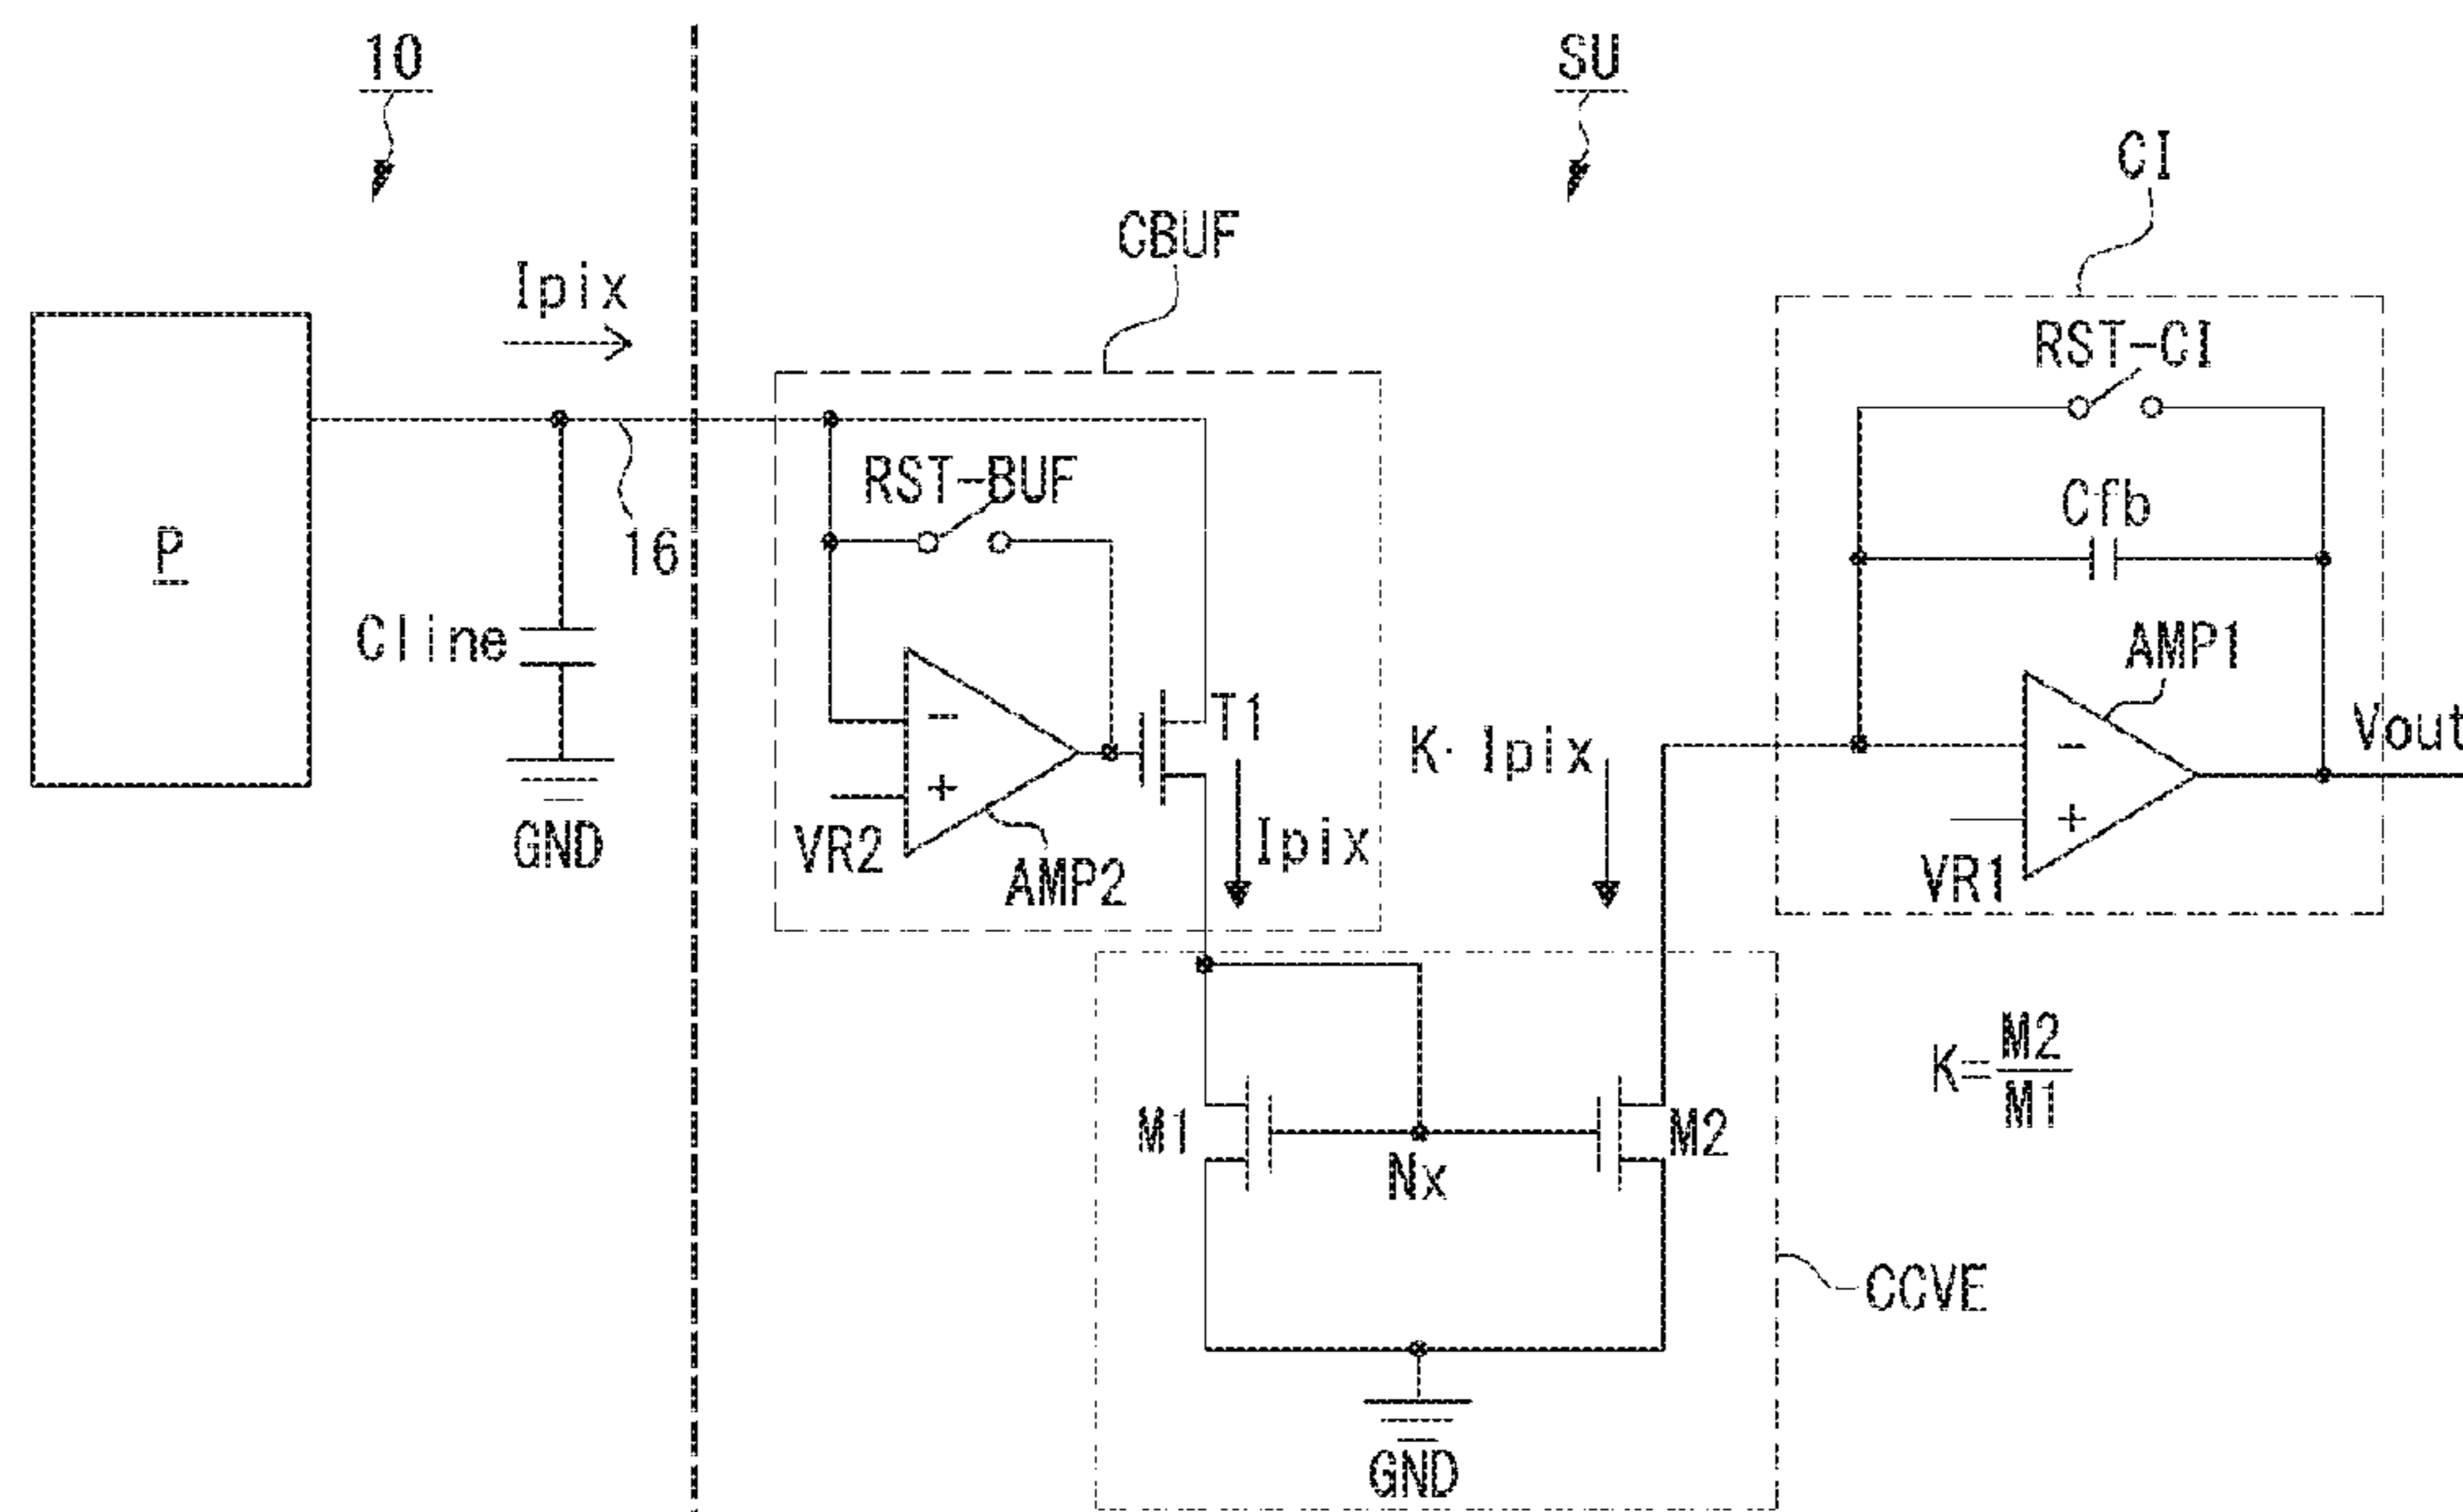 10
SU
CI
CBUF
Ipix
RST-CI
RST-BUF
Cfb
P
16
Cline
AMP1
T1
−
K· Ipix
−
Vout
+
+
VR2
Ipix
GND
AMP2
VR1
K=M2/M1
M1
M2
Nx
CCVE
GND